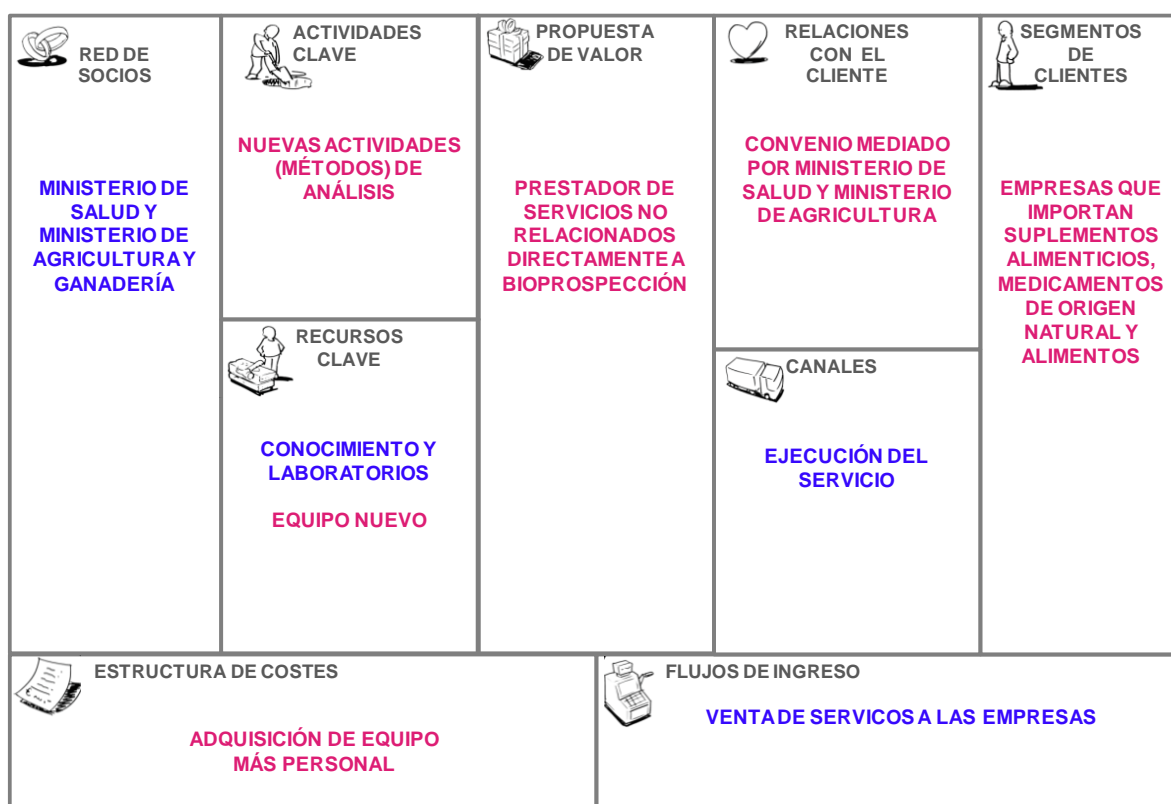 RED DE
SOCIOS
MINISTERIO DE
SALUD Y
MINISTERIO DE
AGRICULTURA Y
GANADERÍA
ACTIVIDADES
CLAVE
NUEVAS ACTIVIDADES
(MÉTODOS) DE
ANÁLISIS
RECURSOS
CLAVE
CONOCIMIENTO Y
LABORATORIOS
EQUIPO NUEVO
PROPUESTA
DE VALOR
PRESTADOR DE
SERVICIOS NO
RELACIONADOS
DIRECTAMENTE A
BIOPROSPECCIÓN
RELACIONES
CON EL
CLIENTE
CONVENIO MEDIADO
POR MINISTERIO DE
SALUD Y MINISTERIO
DE AGRICULTURA
CANALES
EJECUCIÓN DEL
SERVICIO
SEGMENTOS
DE
CLIENTES
EMPRESAS QUE
IMPORTAN
SUPLEMENTOS
ALIMENTICIOS,
MEDICAMENTOS
DE ORIGEN
NATURAL Y
ALIMENTOS
ESTRUCTURA DE COSTES
ADQUISICIÓN DE EQUIPO
MÁS PERSONAL
FLUJOS DE INGRESO
VENTA DE SERVICOS A LAS EMPRESAS